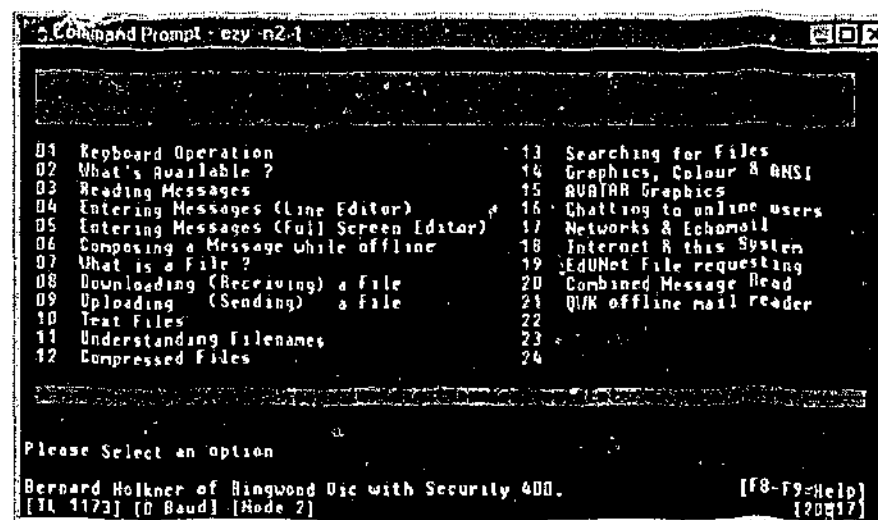 Command Prompt - ezy -n2-1
01 Keyboard Operation
02 What's Available ?
03 Reading Messages
04 Entering Messages (Line Editor)
05 Entering Messages (Full Screen Editor)
06 Composing a Message while offline
07 What is a File ?
08 Downloading (Receiving) a File
09 Uploading (Sending) a File
10 Text Files
11 Understanding Filenames
12 Compressed Files
13 Searching for Files
14 Graphics, Colour & ANSI
15 AVATAR Graphics
16 Chatting to online users
17 Networks & Echomail
18 Internet & this System
19 EdUNet File requesting
20 Combined Message Read
21 QWK offline mail reader
22
23
24
Please Select an option
Bernard Holkner of Ringwood Vic with Security 400. [F8-F9=Help]
[TL 1173] [0 Baud] [Node 2] [20:17]